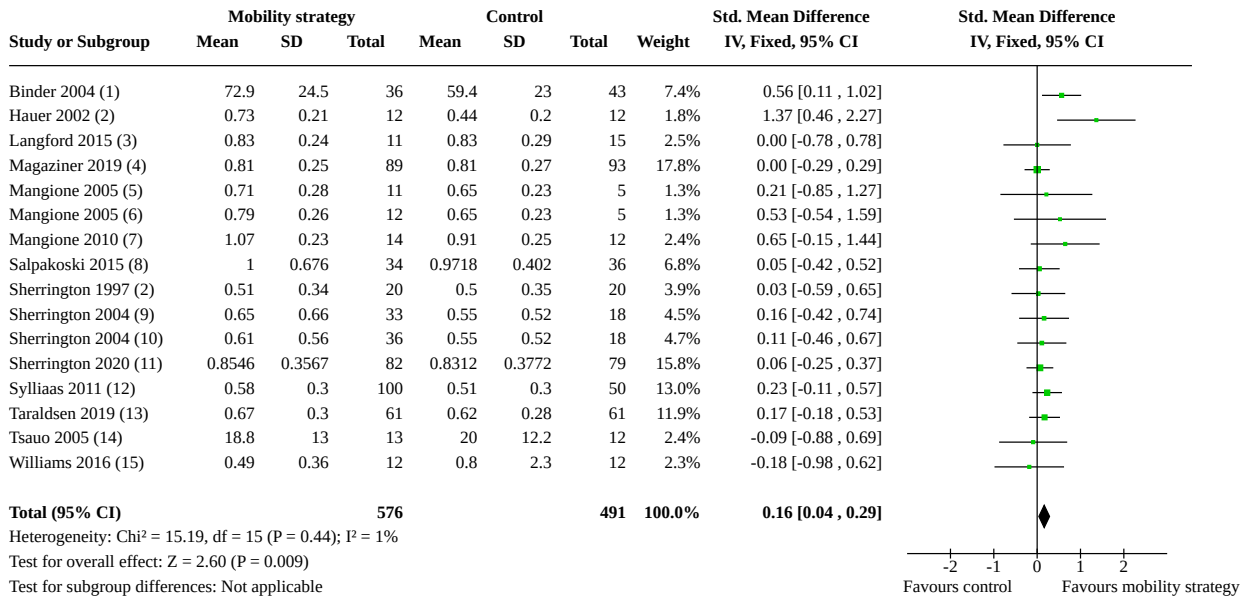 Mobility strategy Control Std. Mean Difference Std. Mean Difference
Study or Subgroup Mean SD Total Mean SD Total Weight IV, Fixed, 95% CI IV, Fixed, 95% CI
Binder 2004 (1) 72.9 24.5 36 59.4 23 43 7.4% 0.56 [0.11 , 1.02]
Hauer 2002 (2) 0.73 0.21 12 0.44 0.2 12 1.8% 1.37 [0.46 , 2.27]
Langford 2015 (3) 0.83 0.24 11 0.83 0.29 15 2.5% 0.00 [-0.78 , 0.78]
Magaziner 2019 (4) 0.81 0.25 89 0.81 0.27 93 17.8% 0.00 [-0.29 , 0.29]
Mangione 2005 (5) 0.71 0.28 11 0.65 0.23 5 1.3% 0.21 [-0.85 , 1.27]
Mangione 2005 (6) 0.79 0.26 12 0.65 0.23 5 1.3% 0.53 [-0.54 , 1.59]
Mangione 2010 (7) 1.07 0.23 14 0.91 0.25 12 2.4% 0.65 [-0.15 , 1.44]
Salpakoski 2015 (8) 1 0.676 34 0.9718 0.402 36 6.8% 0.05 [-0.42 , 0.52]
Sherrington 1997 (2) 0.51 0.34 20 0.5 0.35 20 3.9% 0.03 [-0.59 , 0.65]
Sherrington 2004 (9) 0.65 0.66 33 0.55 0.52 18 4.5% 0.16 [-0.42 , 0.74]
Sherrington 2004 (10) 0.61 0.56 36 0.55 0.52 18 4.7% 0.11 [-0.46 , 0.67]
Sherrington 2020 (11) 0.8546 0.3567 82 0.8312 0.3772 79 15.8% 0.06 [-0.25 , 0.37]
Sylliaas 2011 (12) 0.58 0.3 100 0.51 0.3 50 13.0% 0.23 [-0.11 , 0.57]
Taraldsen 2019 (13) 0.67 0.3 61 0.62 0.28 61 11.9% 0.17 [-0.18 , 0.53]
Tsauo 2005 (14) 18.8 13 13 20 12.2 12 2.4% -0.09 [-0.88 , 0.69]
Williams 2016 (15) 0.49 0.36 12 0.8 2.3 12 2.3% -0.18 [-0.98 , 0.62]
Total (95% CI) 576 491 100.0% 0.16 [0.04 , 0.29]
Heterogeneity: Chi² = 15.19, df = 15 (P = 0.44); I² = 1%
Test for overall effect: Z = 2.60 (P = 0.009)
Test for subgroup differences: Not applicable
-2 -1 0 1 2
Favours control Favours mobility strategy